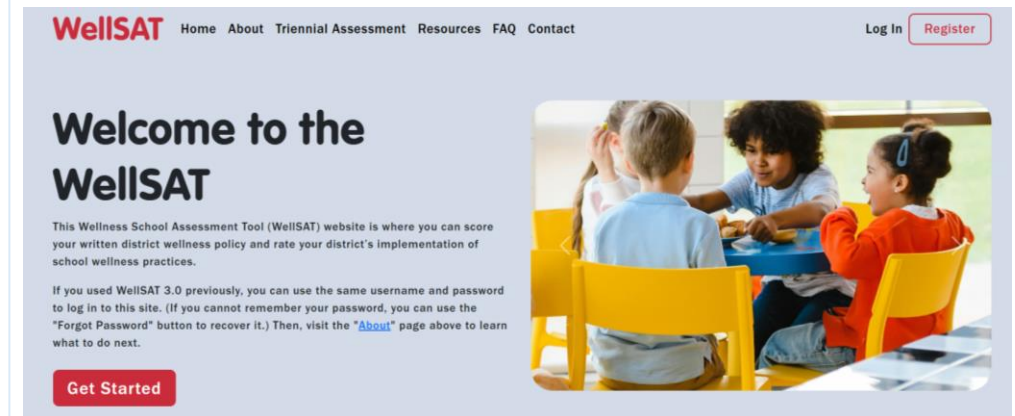 WellSAT Home About Triennial Assessment Resources FAQ Contact Log In Register
Welcome to the
WellSAT
This Wellness School Assessment Tool (WellSAT) website is where you can score
your written district wellness policy and rate your district's implementation of
school wellness practices.
If you used WellSAT 3.0 previously, you can use the same username and password
to log in to this site. (If you cannot remember your password, you can use the
"Forgot Password" button to recover it.) Then, visit the "About" page above to learn
what to do next.
Get Started